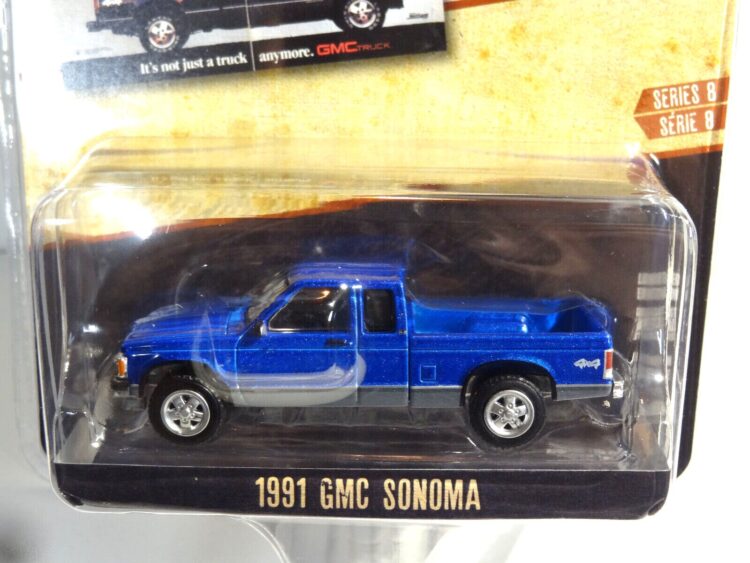 It's not just a truck anymore. GMC TRUCK
SERIES 8
SÉRIE 8
4x4
1991 GMC SONOMA